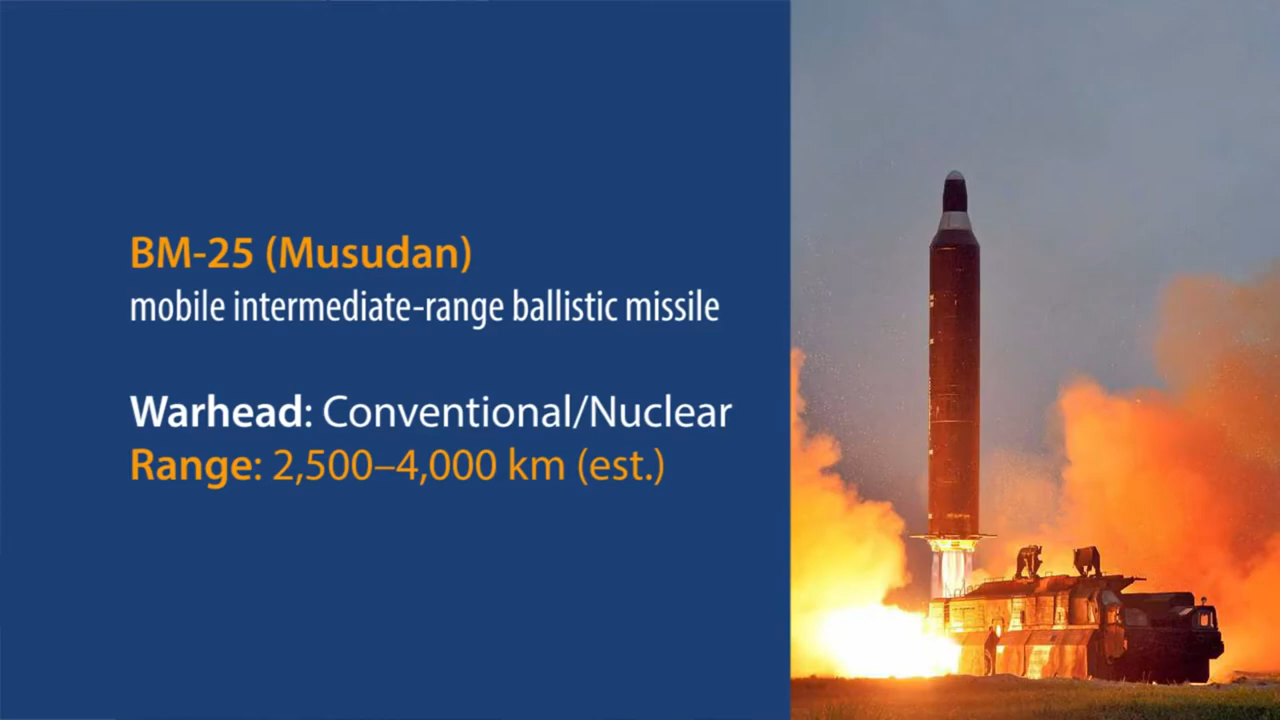 BM-25 (Musudan)
mobile intermediate-range ballistic missile
Warhead: Conventional/Nuclear
Range: 2,500–4,000 km (est.)